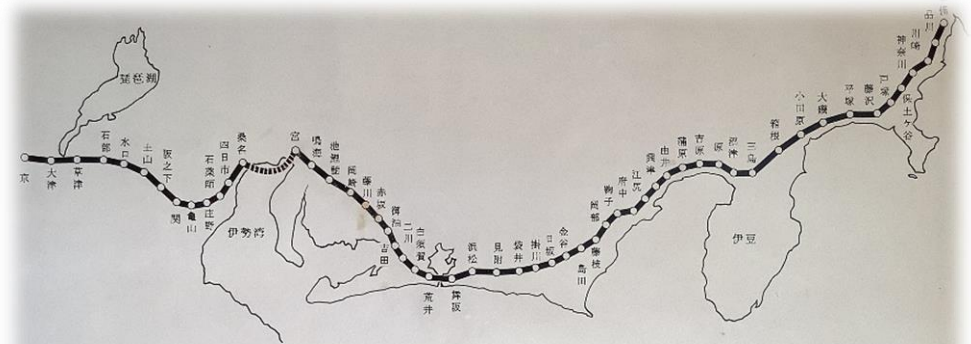 琵琶湖
京
大津
草津
石部
水口
土山
阪之下
関
亀山
庄野
石薬師
四日市
桑名
伊勢湾
宮
鳴海
池鯉鮒
岡崎
藤川
赤坂
御油
吉田
二川
白須賀
荒井
舞阪
浜松
見附
袋井
掛川
日坂
金谷
島田
藤枝
岡部
鞠子
府中
江尻
興津
由井
蒲原
吉原
原
沼津
三島
伊豆
箱根
小田原
大磯
平塚
藤沢
戸塚
保土ケ谷
神奈川
川崎
品川